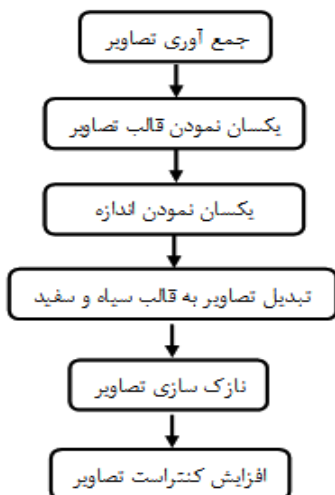 جمع آوری تصاویر
یکسان نمودن قالب تصاویر
یکسان نمودن اندازه
تبدیل تصاویر به قالب سیاه و سفید
نازک سازی تصاویر
افزایش کنتراست تصاویر